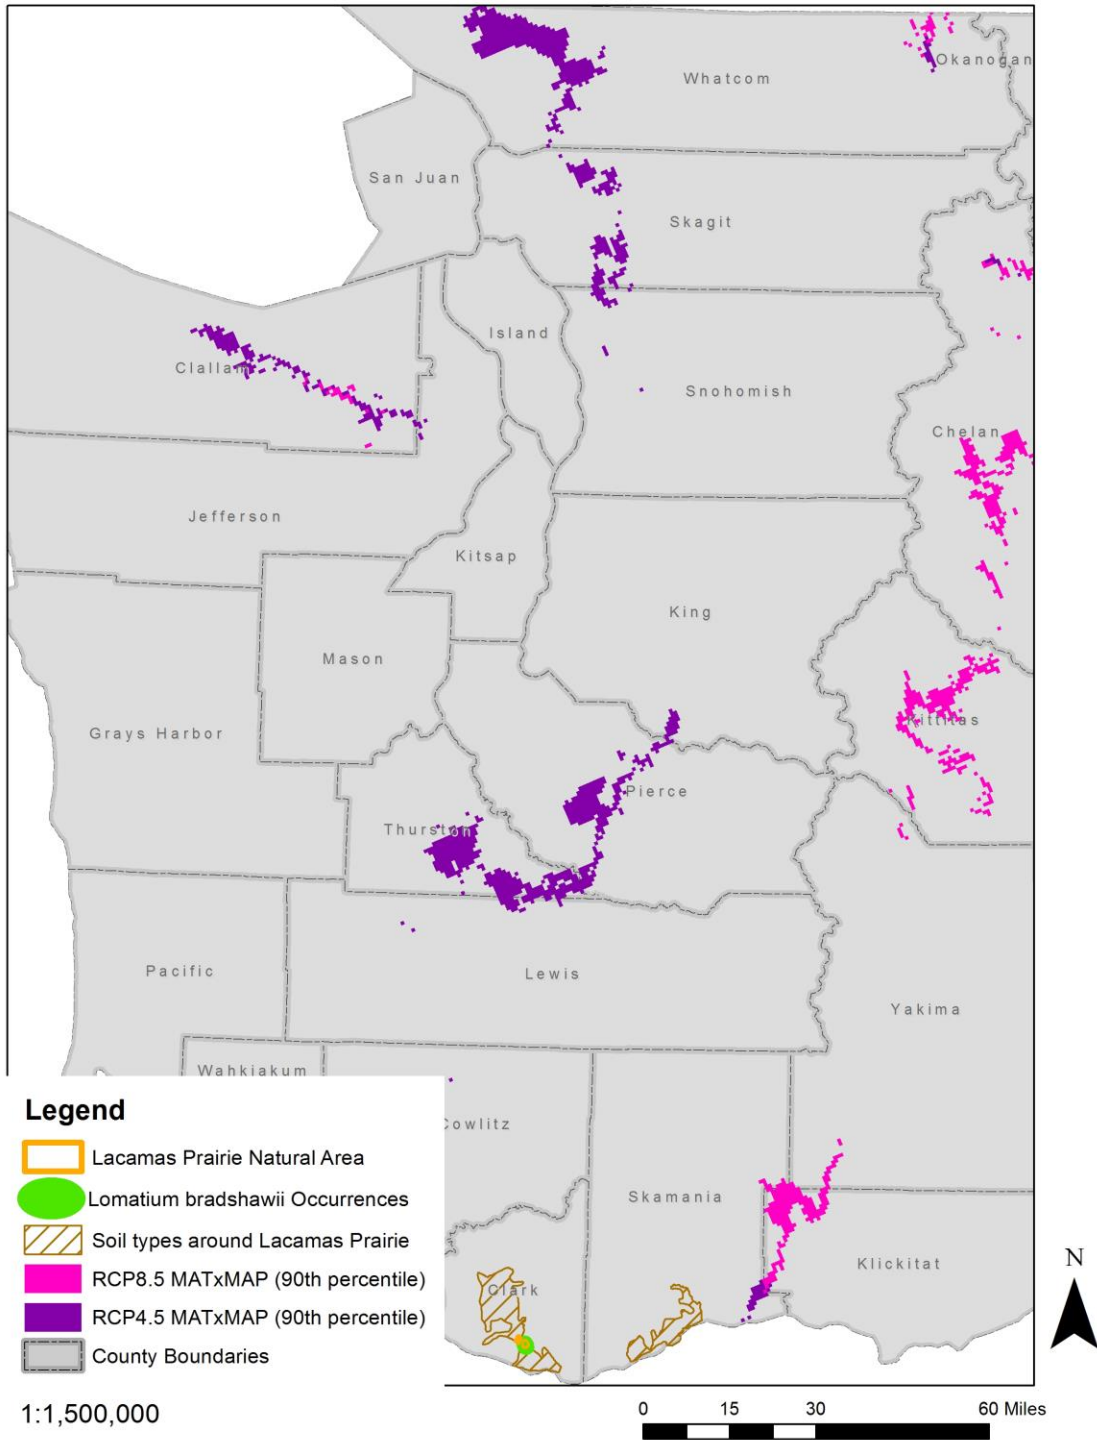 Okanogan
Whatcom
San Juan
Skagit
Island
Clallam
Snohomish
Chelan
Jefferson
Kitsap
King
Mason
Kittitas
Grays Harbor
Pierce
Thurston
Pacific
Lewis
Yakima
Wahkiakum
Cowlitz
Skamania
Klickitat
Clark
Legend
Lacamas Prairie Natural Area
Lomatium bradshawii Occurrences
Soil types around Lacamas Prairie
RCP8.5 MATxMAP (90th percentile)
RCP4.5 MATxMAP (90th percentile)
County Boundaries
1:1,500,000
N
0 15 30 60 Miles